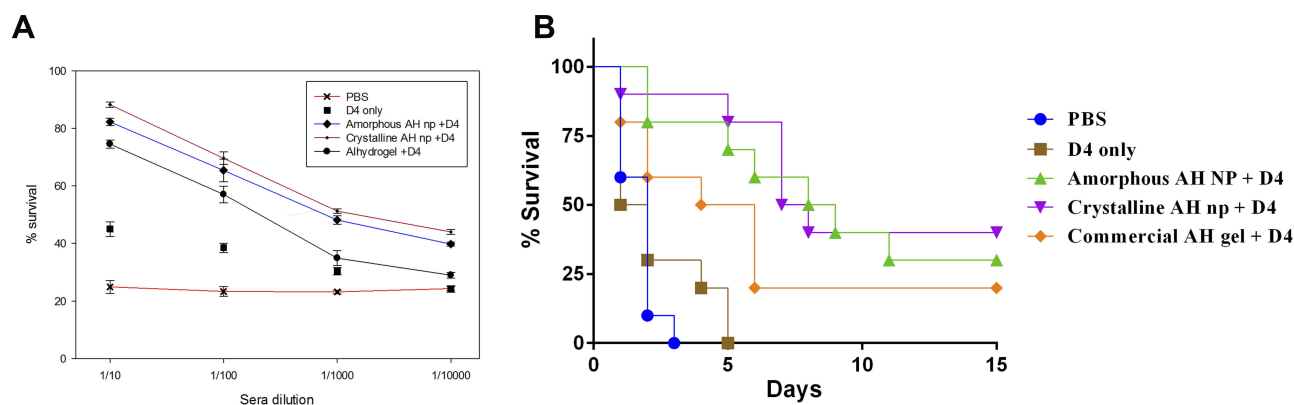 A
% survival
100
80
60
40
20
0
1/10
1/100
1/1000
1/10000
Sera dilution
PBS
D4 only
Amorphous AH np +D4
Crystalline AH np +D4
Alhydrogel +D4
B
% Survival
100
75
50
25
0
0
5
10
15
Days
PBS
D4 only
Amorphous AH NP + D4
Crystalline AH np + D4
Commercial AH gel + D4